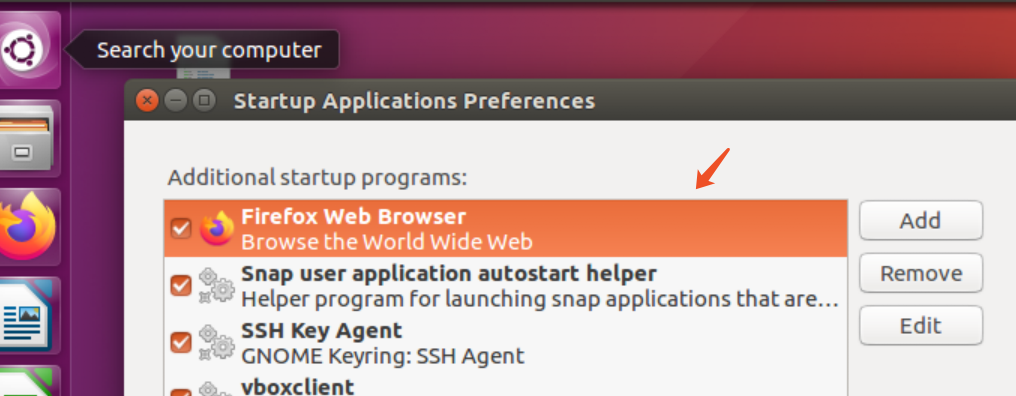 Search your computer
Startup Applications Preferences
Additional startup programs:
Firefox Web Browser
Browse the World Wide Web
Snap user application autostart helper
Helper program for launching snap applications that are...
SSH Key Agent
GNOME Keyring: SSH Agent
vboxclient
Add
Remove
Edit